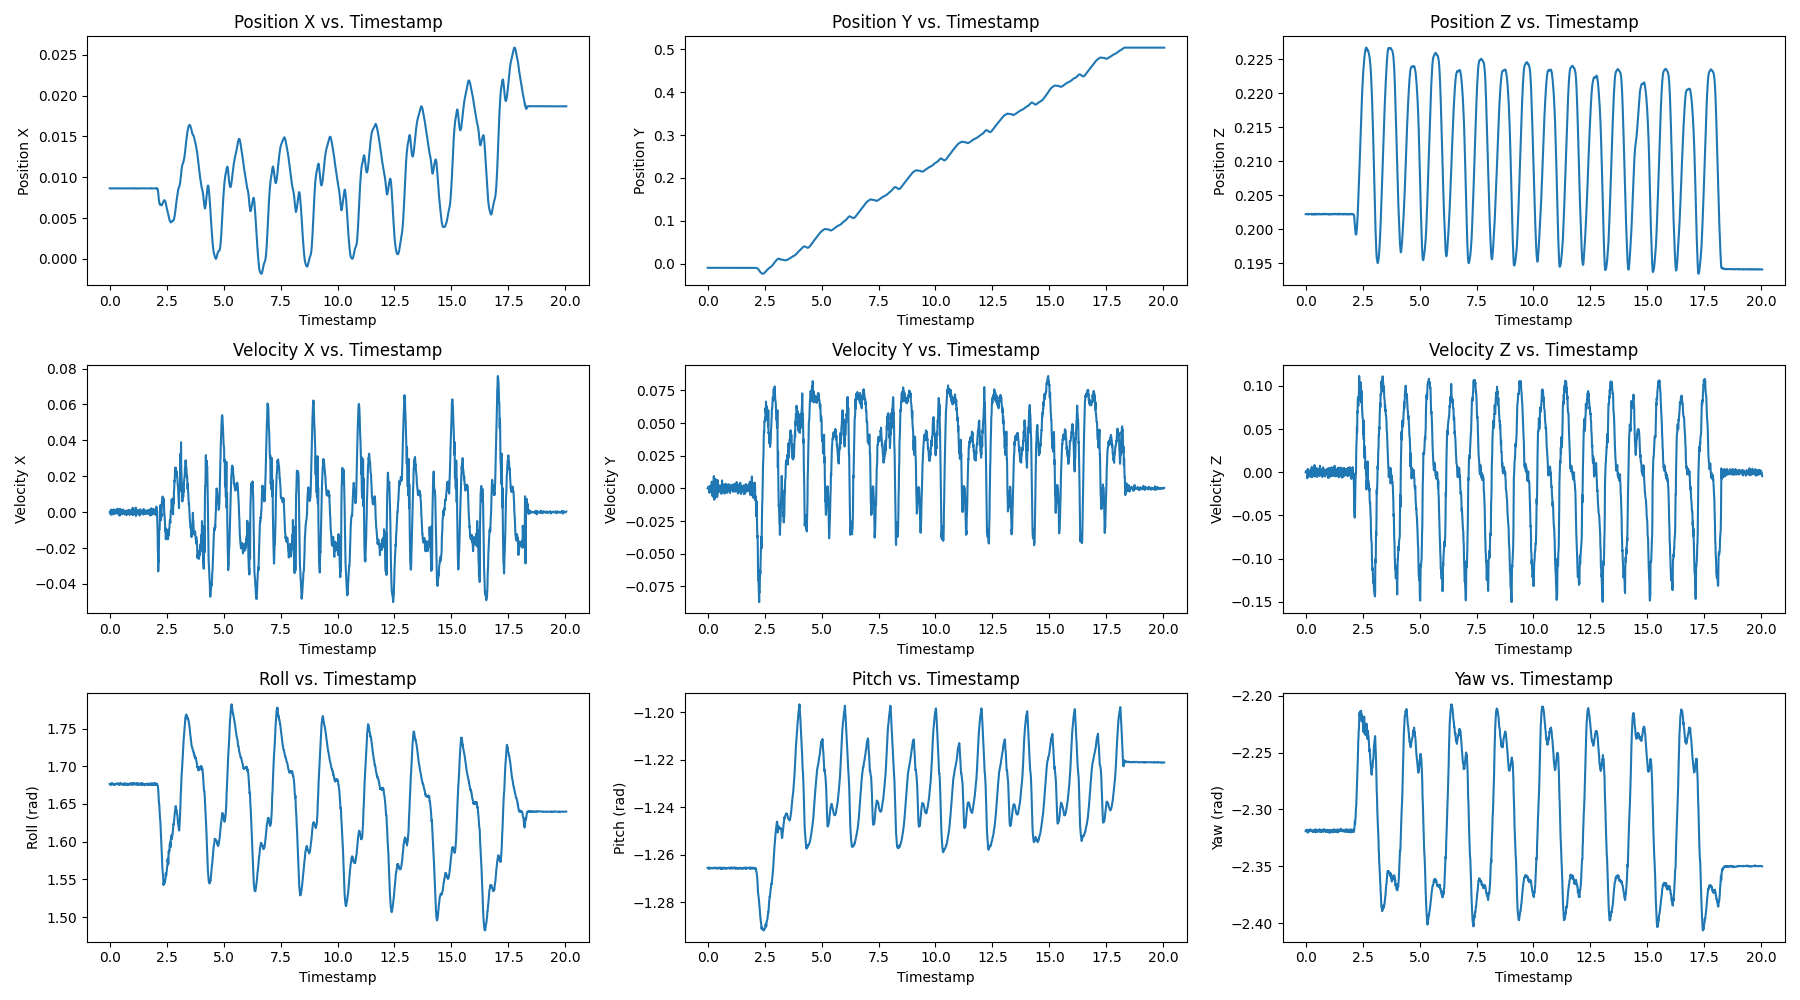 Position X vs. Timestamp
Position X
0.025
0.020
0.015
0.010
0.005
0.000
0.0 2.5 5.0 7.5 10.0 12.5 15.0 17.5 20.0
Timestamp
Position Y vs. Timestamp
Position Y
0.5
0.4
0.3
0.2
0.1
0.0
0.0 2.5 5.0 7.5 10.0 12.5 15.0 17.5 20.0
Timestamp
Position Z vs. Timestamp
Position Z
0.225
0.220
0.215
0.210
0.205
0.200
0.195
0.0 2.5 5.0 7.5 10.0 12.5 15.0 17.5 20.0
Timestamp
Velocity X vs. Timestamp
Velocity X
0.08
0.06
0.04
0.02
0.00
−0.02
−0.04
0.0 2.5 5.0 7.5 10.0 12.5 15.0 17.5 20.0
Timestamp
Velocity Y vs. Timestamp
Velocity Y
0.075
0.050
0.025
0.000
−0.025
−0.050
−0.075
0.0 2.5 5.0 7.5 10.0 12.5 15.0 17.5 20.0
Timestamp
Velocity Z vs. Timestamp
Velocity Z
0.10
0.05
0.00
−0.05
−0.10
−0.15
0.0 2.5 5.0 7.5 10.0 12.5 15.0 17.5 20.0
Timestamp
Roll vs. Timestamp
Roll (rad)
1.75
1.70
1.65
1.60
1.55
1.50
0.0 2.5 5.0 7.5 10.0 12.5 15.0 17.5 20.0
Timestamp
Pitch vs. Timestamp
Pitch (rad)
−1.20
−1.22
−1.24
−1.26
−1.28
0.0 2.5 5.0 7.5 10.0 12.5 15.0 17.5 20.0
Timestamp
Yaw vs. Timestamp
Yaw (rad)
−2.20
−2.25
−2.30
−2.35
−2.40
0.0 2.5 5.0 7.5 10.0 12.5 15.0 17.5 20.0
Timestamp